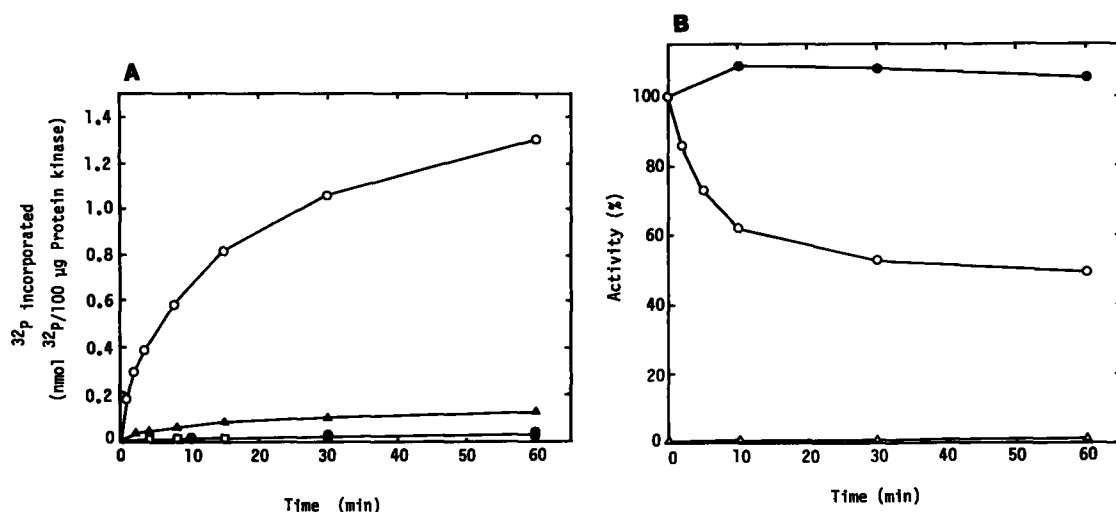 A
1.4
1.2
1.0
0.8
0.6
0.4
0.2
0
0 10 20 30 40 50 60
Time (min)
32p incorporated
(nmol 32p/100 µg Protein kinase)
B
100
80
60
40
20
0
0 10 20 30 40 50 60
Time (min)
Activity (%)